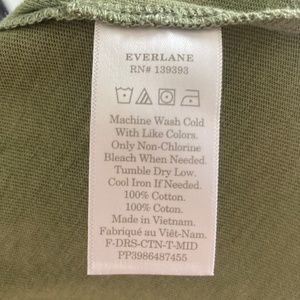 EVERLANE
RN# 139393
Machine Wash Cold
With Like Colors.
Only Non-Chlorine
Bleach When Needed.
Tumble Dry Low.
Cool Iron If Needed.
100% Cotton.
100% Coton.
Made in Vietnam.
Fabriqué au Viêt-Nam.
F-DRS-CTN-T-MID
PP3986487455